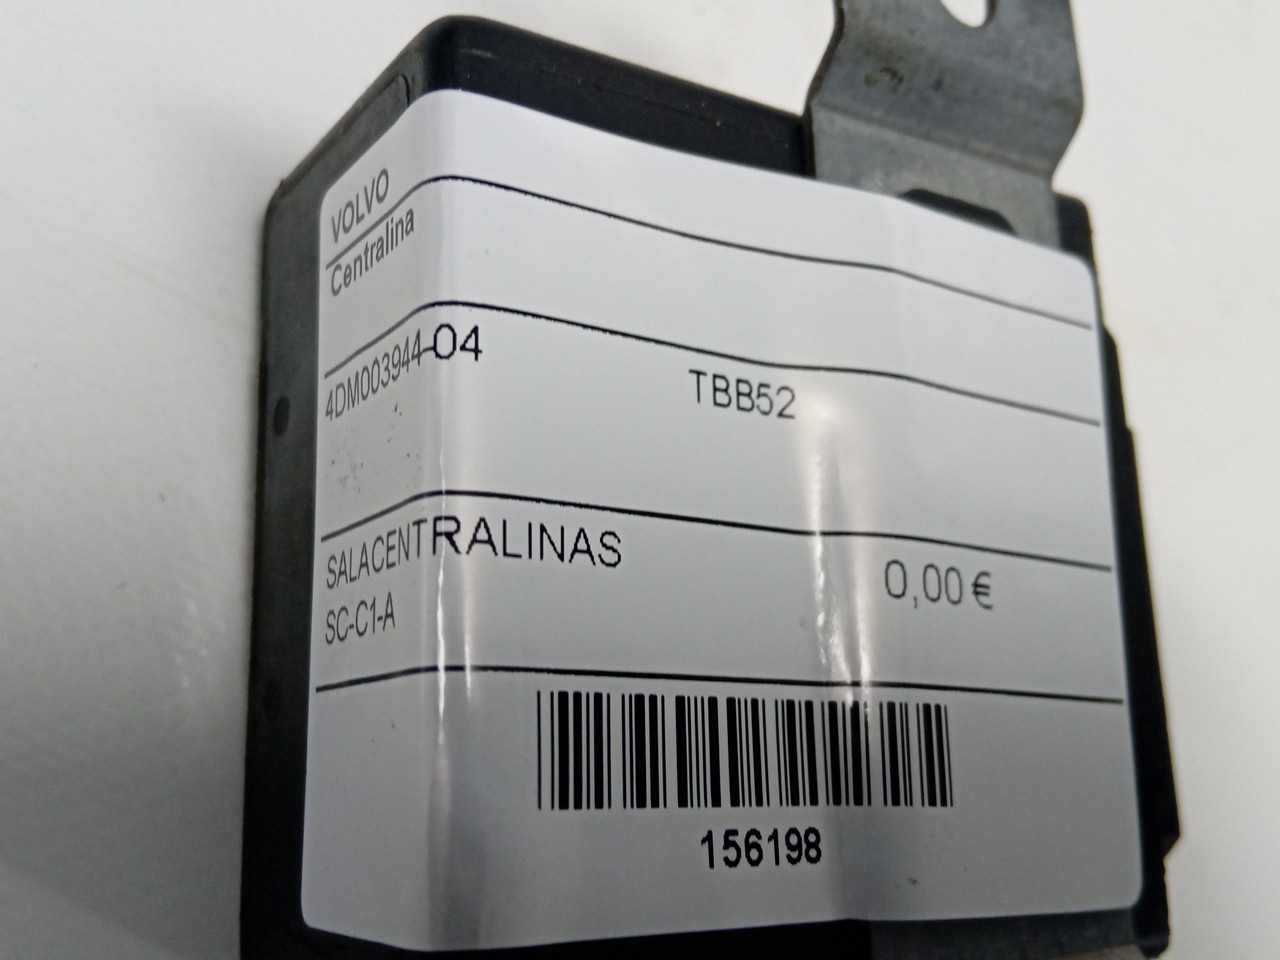 VOLVO
Centralina
4DM003944-04
TBB52
SALACENTRALINAS
0,00 €
SC-C1-A
156198